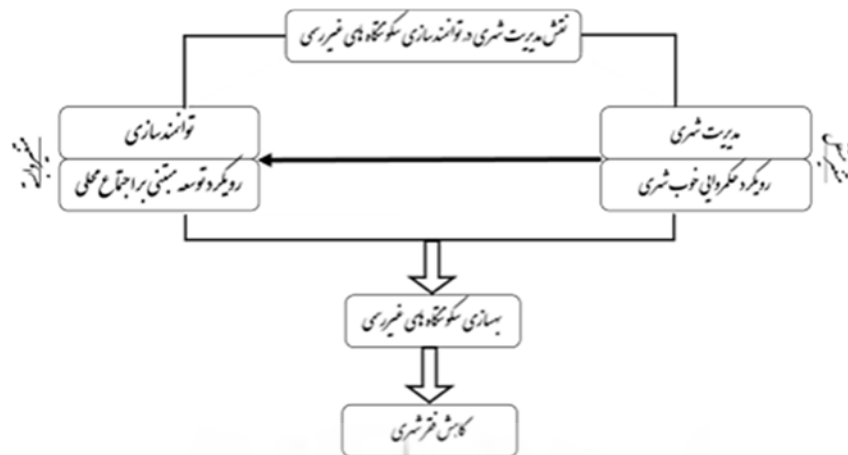 نقش مدیریت شهری در توانمندسازی سکونتگاه های غیررسمی
مدیریت شهری
رویکرد حکمروایی خوب شهری
توانمندسازی
رویکرد توسعه مبتنی بر اجتماع محلی
بهسازی سکونتگاه های غیررسمی
کاهش فقر شهری